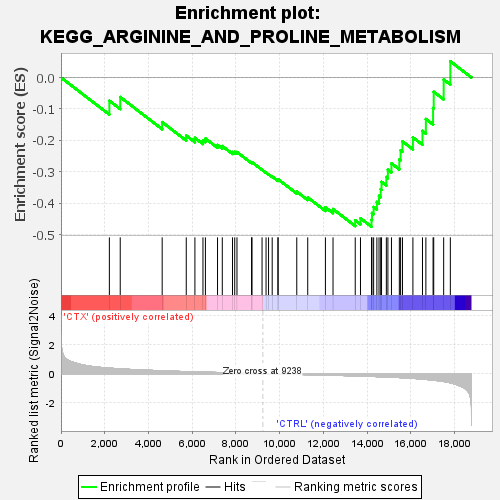 Enrichment plot:
KEGG_ARGININE_AND_PROLINE_METABOLISM
Enrichment score (ES)
0.0
-0.1
-0.2
-0.3
-0.4
-0.5
'CTX' (positively correlated)
Ranked list metric (Signal2Noise)
4
2
0
-2
Zero cross at 9238
'CTRL' (negatively correlated)
0
2,000
4,000
6,000
8,000
10,000
12,000
14,000
16,000
18,000
Rank in Ordered Dataset
Enrichment profile
Hits
Ranking metric scores